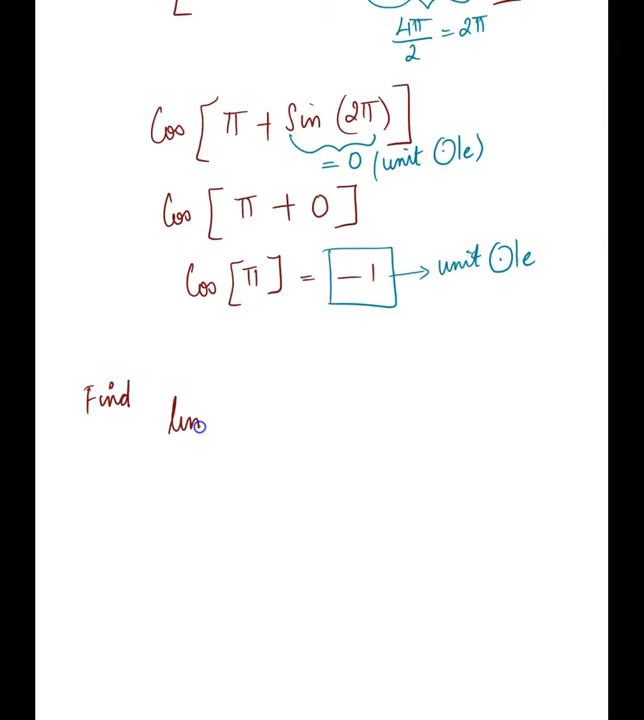 [
4π/2 = 2π
Cos [ π + Sin (2π) ]
= 0 (unit ⊙le)
Cos [ π + 0 ]
Cos [ π ] = -1 → unit ⊙le
Find lim